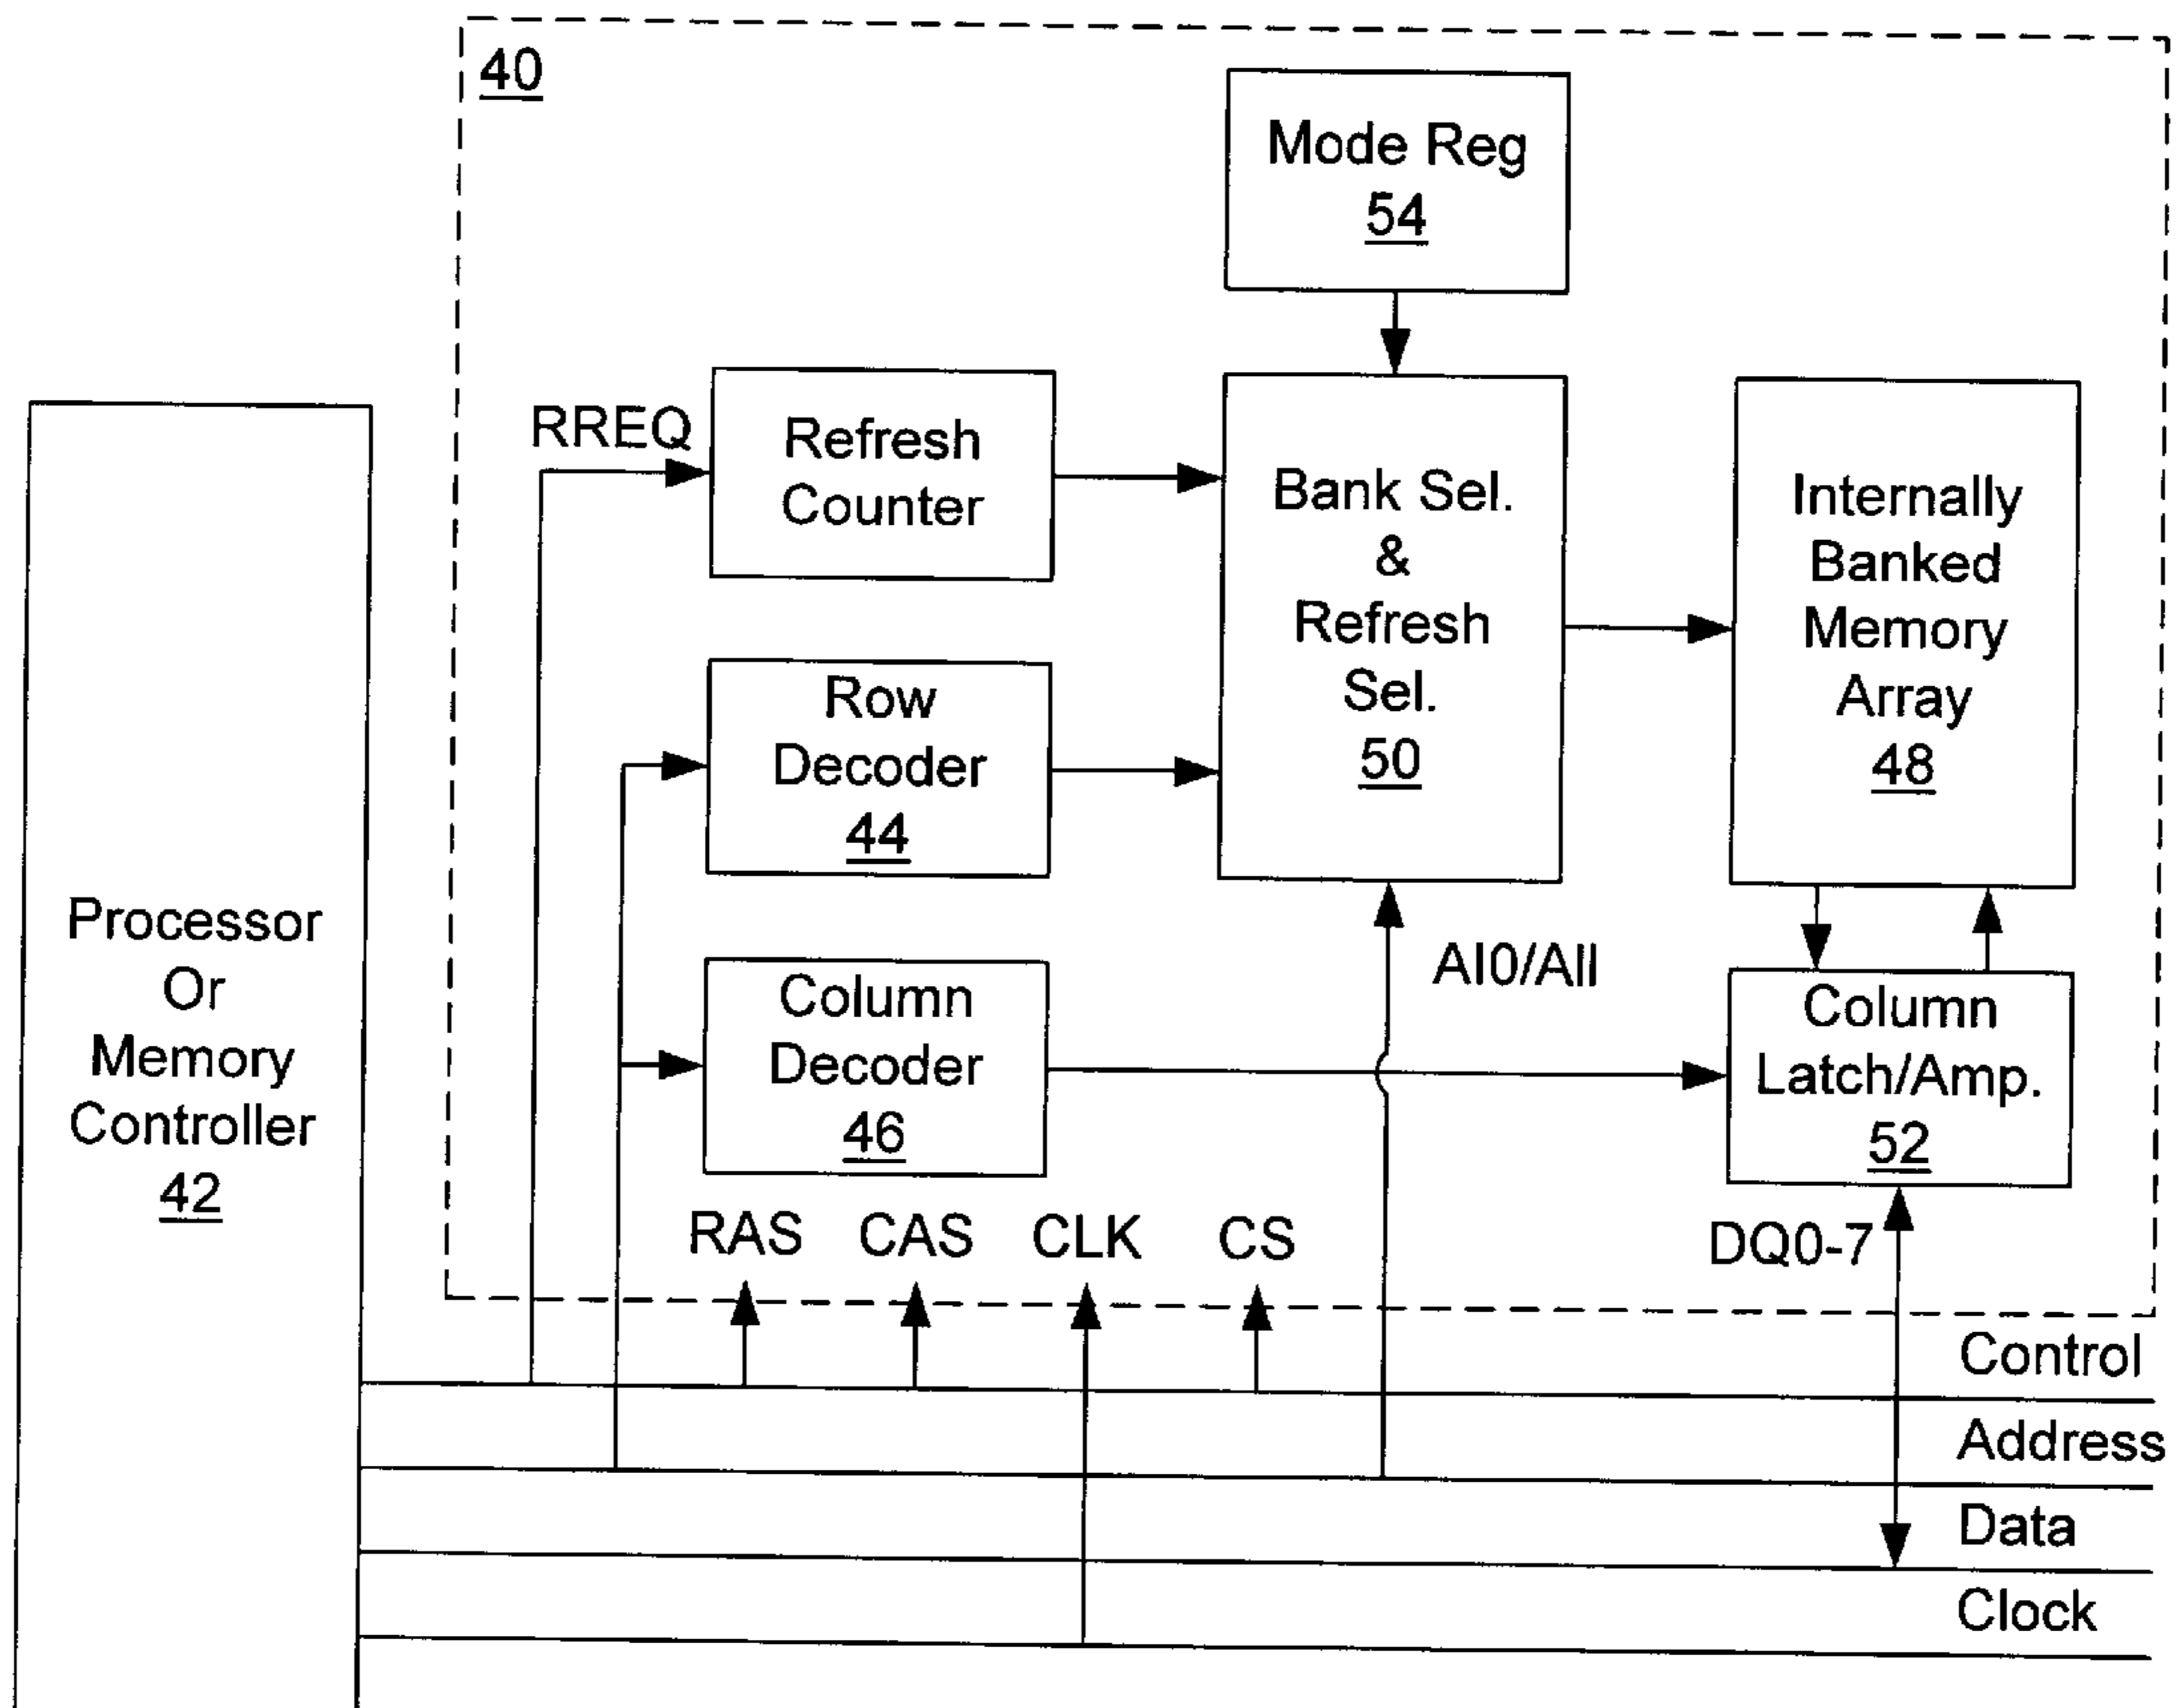 40
Mode Reg
54
RREQ
Refresh
Counter
Bank Sel.
&
Refresh
Sel.
50
Internally
Banked
Memory
Array
48
Row
Decoder
44
Processor
Or
Memory
Controller
42
AI0/All
Column
Decoder
46
Column
Latch/Amp.
52
RAS
CAS
CLK
CS
DQ0-7
Control
Address
Data
Clock